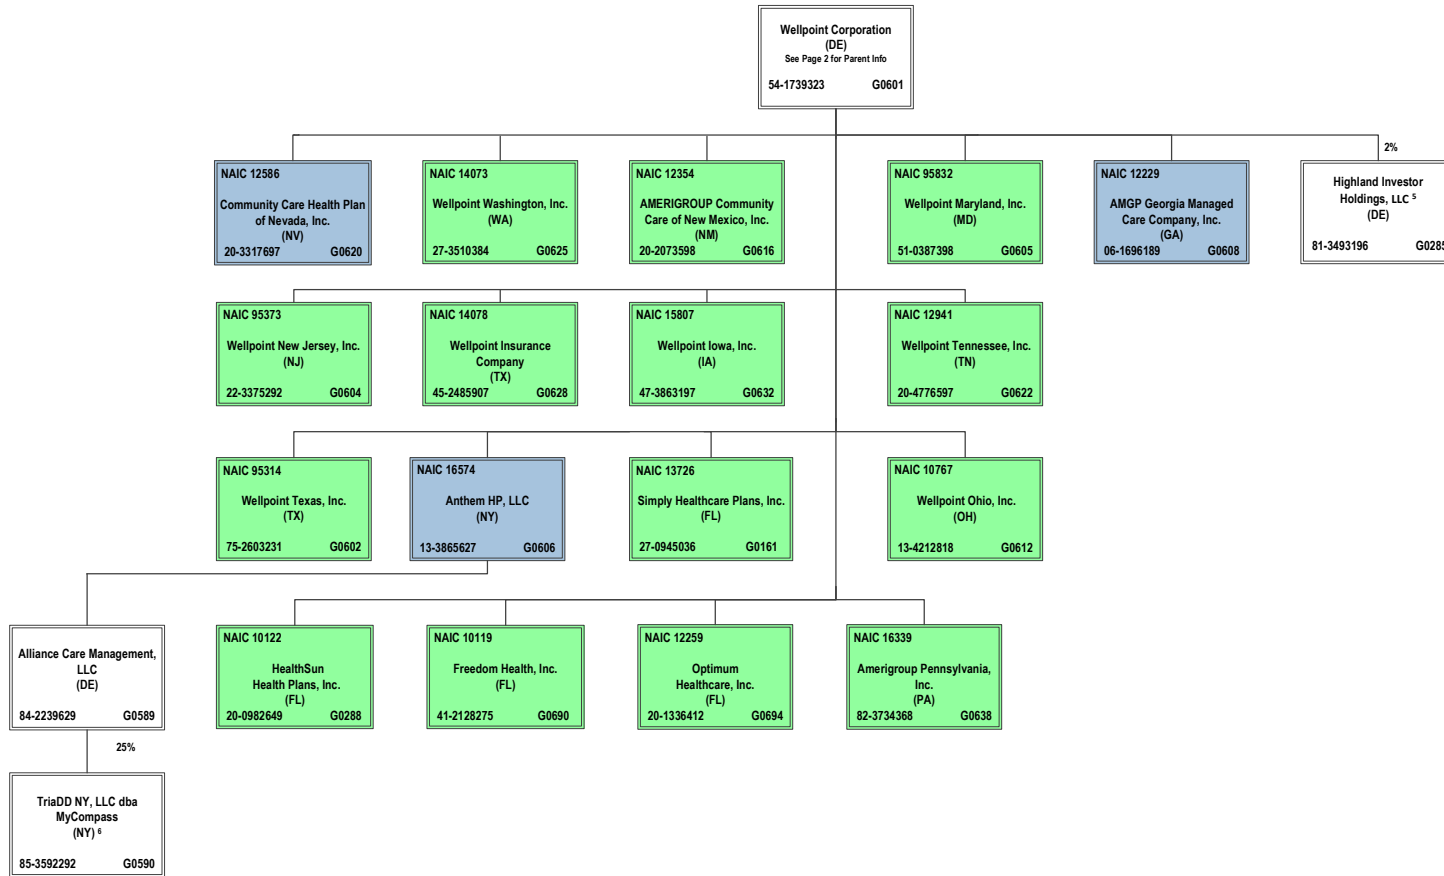 Wellpoint Corporation
(DE)
See Page 2 for Parent Info
54-1739323 G0601
2%
NAIC 12586
Community Care Health Plan
of Nevada, Inc.
(NV)
20-3317697 G0620
NAIC 14073
Wellpoint Washington, Inc.
(WA)
27-3510384 G0625
NAIC 12354
AMERIGROUP Community
Care of New Mexico, Inc.
(NM)
20-2073598 G0616
NAIC 95832
Wellpoint Maryland, Inc.
(MD)
51-0387398 G0605
NAIC 12229
AMGP Georgia Managed
Care Company, Inc.
(GA)
06-1696189 G0608
Highland Investor
Holdings, LLC 5
(DE)
81-3493196 G0285
NAIC 95373
Wellpoint New Jersey, Inc.
(NJ)
22-3375292 G0604
NAIC 14078
Wellpoint Insurance
Company
(TX)
45-2485907 G0628
NAIC 15807
Wellpoint Iowa, Inc.
(IA)
47-3863197 G0632
NAIC 12941
Wellpoint Tennessee, Inc.
(TN)
20-4776597 G0622
NAIC 95314
Wellpoint Texas, Inc.
(TX)
75-2603231 G0602
NAIC 16574
Anthem HP, LLC
(NY)
13-3865627 G0606
NAIC 13726
Simply Healthcare Plans, Inc.
(FL)
27-0945036 G0161
NAIC 10767
Wellpoint Ohio, Inc.
(OH)
13-4212818 G0612
Alliance Care Management,
LLC
(DE)
84-2239629 G0589
NAIC 10122
HealthSun
Health Plans, Inc.
(FL)
20-0982649 G0288
NAIC 10119
Freedom Health, Inc.
(FL)
41-2128275 G0690
NAIC 12259
Optimum
Healthcare, Inc.
(FL)
20-1336412 G0694
NAIC 16339
Amerigroup Pennsylvania,
Inc.
(PA)
82-3734368 G0638
25%
TriaDD NY, LLC dba
MyCompass
(NY) 6
85-3592292 G0590